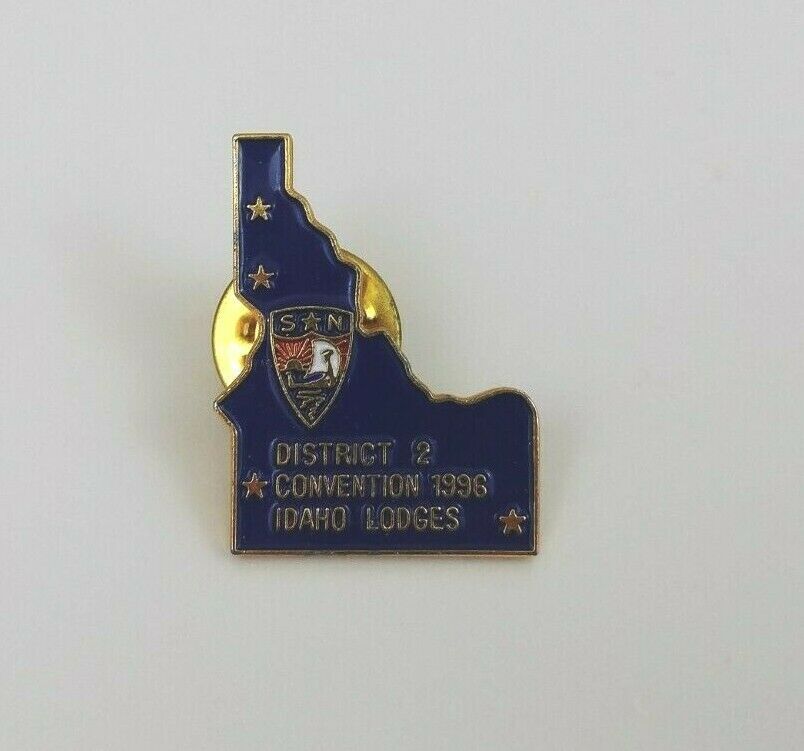 S N
DISTRICT 2
CONVENTION 1996
IDAHO LODGES